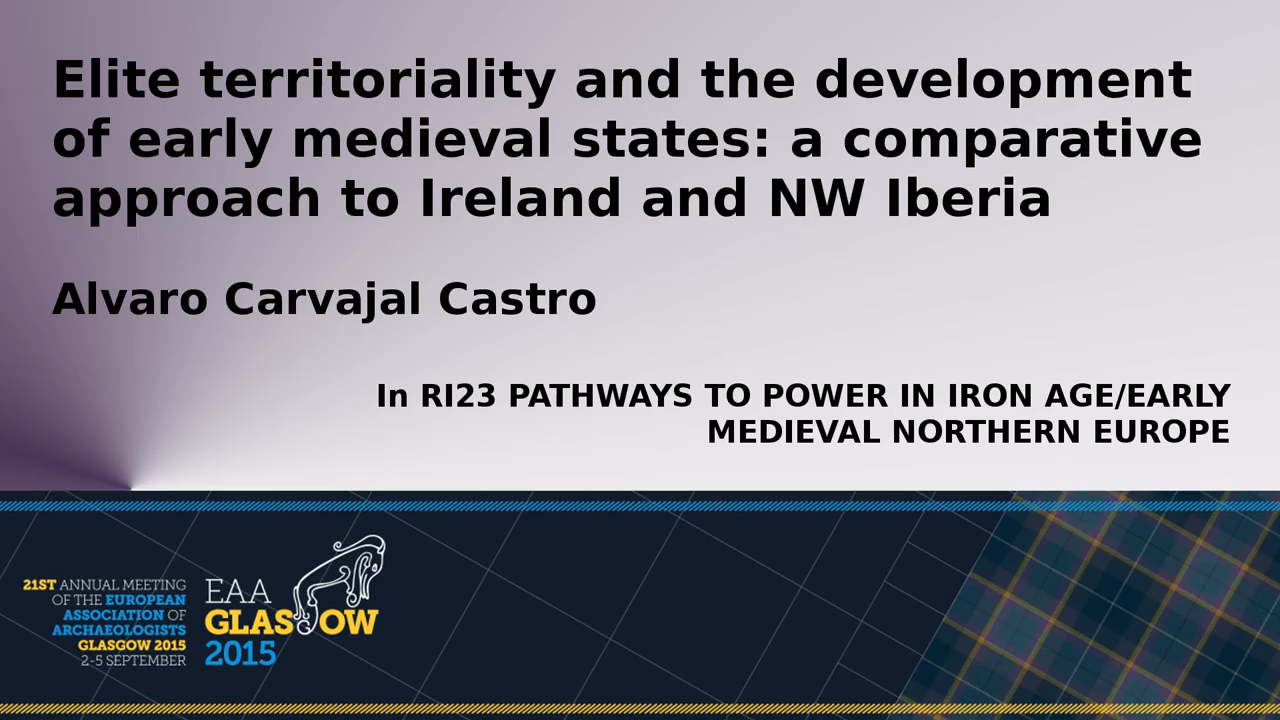 Elite territoriality and the development
of early medieval states: a comparative
approach to Ireland and NW Iberia
Alvaro Carvajal Castro
In RI23 PATHWAYS TO POWER IN IRON AGE/EARLY
MEDIEVAL NORTHERN EUROPE
21ST ANNUAL MEETING
OF THE EUROPEAN
ASSOCIATION OF
ARCHAEOLOGISTS
GLASGOW 2015
2-5 SEPTEMBER
EAA
GLASGOW
2015